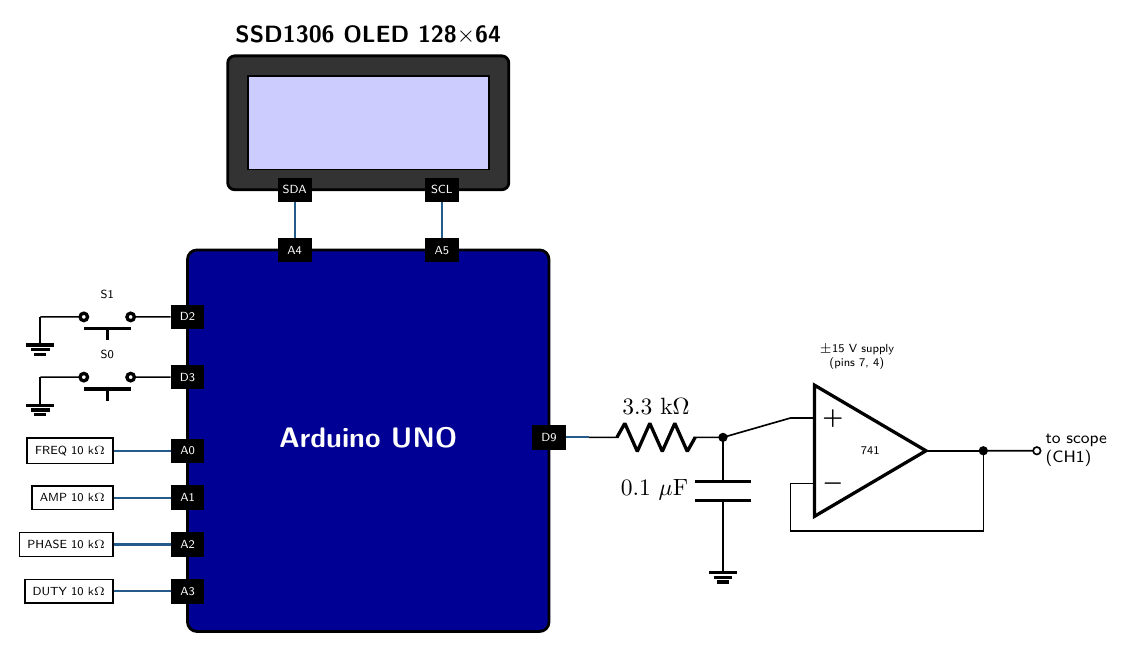 SSD1306 OLED 128×64
SDA
SCL
A4
A5
S1
D2
S0
D3
±15 V supply
(pins 7, 4)
3.3 kΩ
+
Arduino UNO
D9
to scope
(CH1)
FREQ 10 kΩ
A0
741
0.1 μF
−
AMP 10 kΩ
A1
PHASE 10 kΩ
A2
DUTY 10 kΩ
A3